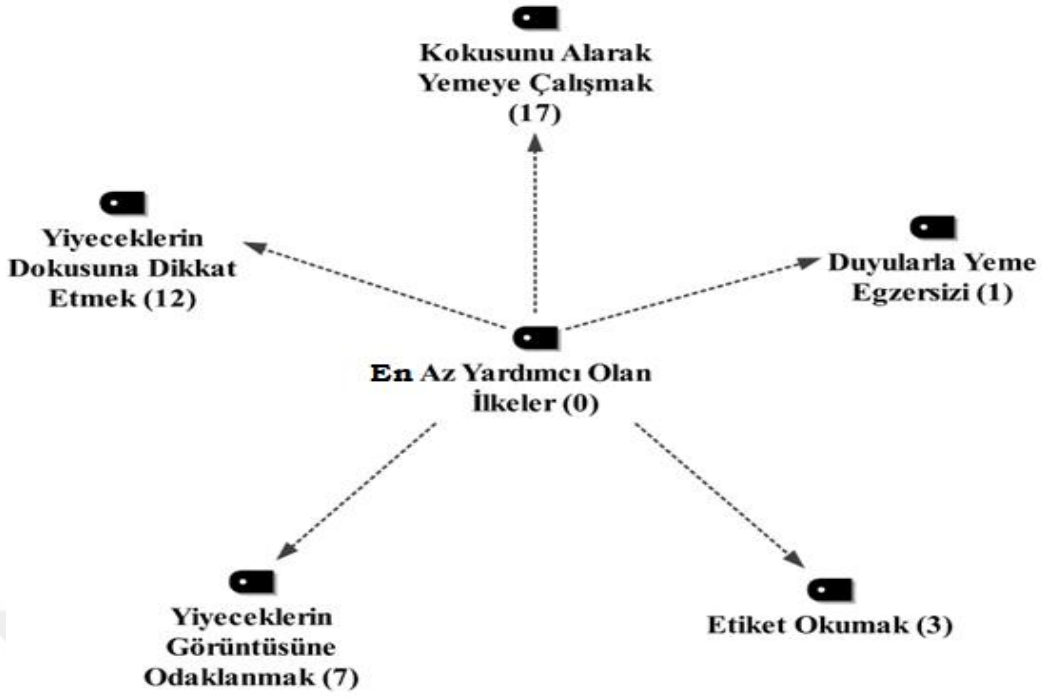 Kokusunu Alarak
Yemeye Çalışmak
(17)
Yiyeceklerin
Dokusuna Dikkat
Etmek (12)
Duyularla Yeme
Egzersizi (1)
En Az Yardımcı Olan
İlkeler (0)
Yiyeceklerin
Görüntüsüne
Odaklanmak (7)
Etiket Okumak (3)